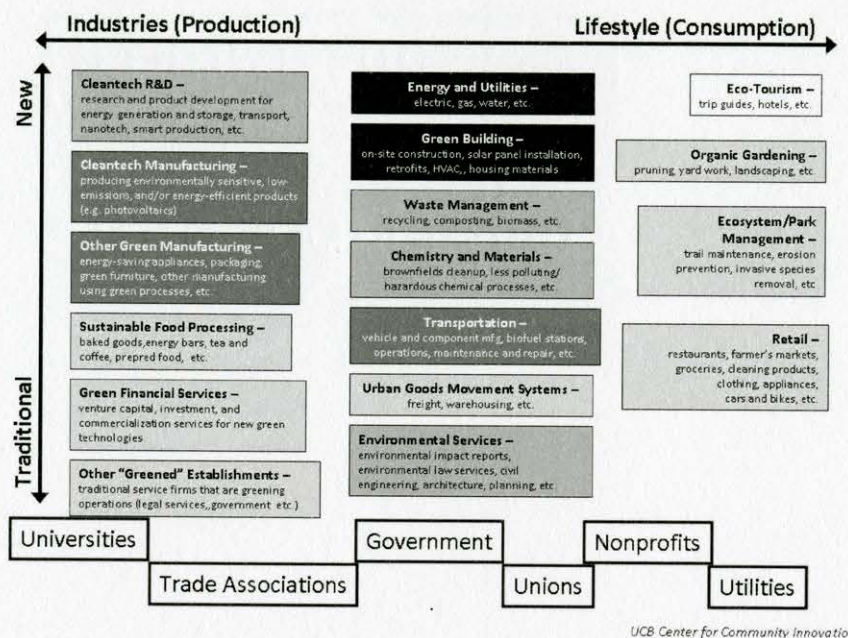 Industries (Production)
Lifestyle (Consumption)
New
Traditional
Cleantech R&D –
research and product development for
energy generation and storage, transport,
nanotech, smart production, etc.
Cleantech Manufacturing –
producing environmentally sensitive, low-
emissions, and/or energy-efficient products
(e.g. photovoltaics)
Other Green Manufacturing –
energy-saving appliances, packaging,
green furniture, other manufacturing
using green processes, etc.
Sustainable Food Processing –
baked goods,energy bars, tea and
coffee, prepred food, etc.
Green Financial Services –
venture capital, investment, and
commercialization services for new green
technologies
Other "Greened" Establishments –
traditional service firms that are greening
operations (legal services,,government etc.)
Energy and Utilities –
electric, gas, water, etc.
Green Building –
on-site construction, solar panel installation,
retrofits, HVAC,, housing materials
Waste Management –
recycling, composting, biomass, etc.
Chemistry and Materials –
brownfields cleanup, less polluting/
hazardous chemical processes, etc.
Transportation –
vehicle and component mfg, biofuel stations,
operations, maintenance and repair, etc.
Urban Goods Movement Systems –
freight, warehousing, etc.
Environmental Services –
environmental impact reports,
environmental law services, civil
engineering, architecture, planning, etc.
Eco-Tourism –
trip guides, hotels, etc.
Organic Gardening –
pruning, yard work, landscaping, etc
Ecosystem/Park
Management –
trail maintenance, erosion
prevention, invasive species
removal, etc
Retail –
restaurants, farmer's markets,
groceries, cleaning products,
clothing, appliances,
cars and bikes, etc.
Universities
Trade Associations
Government
Unions
Nonprofits
Utilities
UCB Center for Community Innovatio